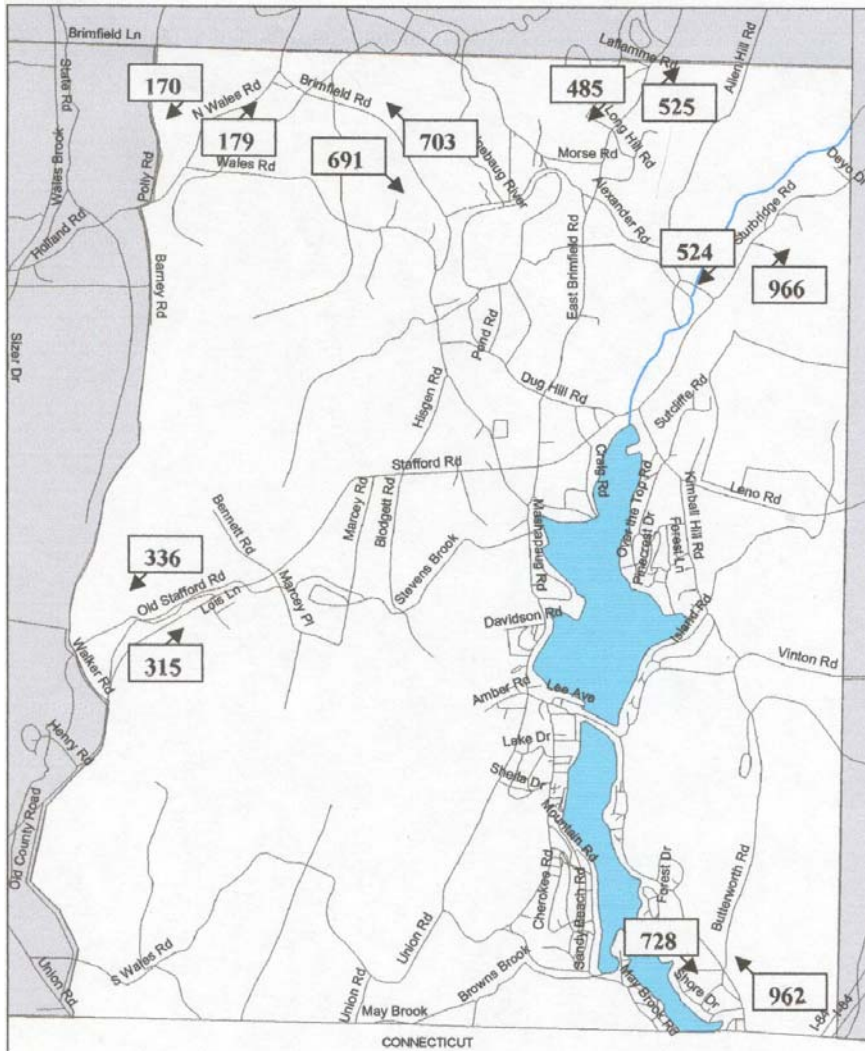 Brimfield Ln
Laflamme Rd
State Rd
170
N Wales Rd
Brimfield Rd
485
525
Allen Hill Rd
Long Hill Rd
Wales Brook
179
703
Polly Rd
691
Wales Rd
Morse Rd
Devo Dr
Alexander Rd
Sturbridge Rd
Holland Rd
524
Barney Rd
East Brimfield Rd
966
Sizer Dr
Pond Rd
Hisgen Rd
Dug Hill Rd
Sutcliffe Rd
Stafford Rd
Craig Rd
Over the Top Rd
Kimball Hill Rd
Leno Rd
Bennett Rd
Marcey Rd
Blodgett Rd
Mashapaug Rd
Pinecrest Dr
Forest Ln
336
Old Stafford Rd
Lois Ln
Marcey Pl
Stevens Brook
Davidson Rd
Island Rd
315
Walker Rd
Vinton Rd
Amber Rd
Lee Ave
Henry Rd
Lake Dr
Sheila Dr
Old County Road
Mountain Rd
Cherokee Rd
Sandy Beach Rd
Forest Dr
Butterworth Rd
728
S Wales Rd
Union Rd
Union Rd
Union Rd
Browns Brook
May Brook
May Brook Rd
Shore Dr
962
I-84
I-84
CONNECTICUT